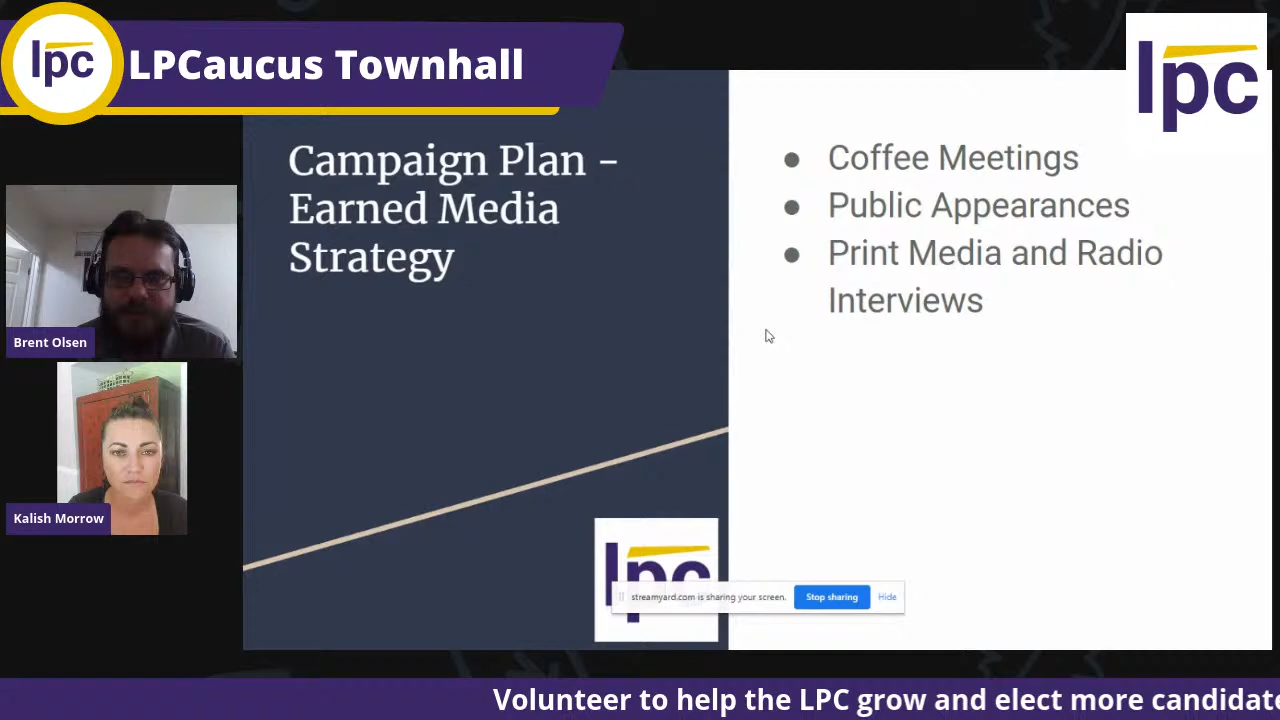 lpc
LPCaucus Townhall
lpc
Campaign Plan -
Earned Media
Strategy
● Coffee Meetings
● Public Appearances
● Print Media and Radio
Interviews
Brent Olsen
Kalish Morrow
lpc
streamyard.com is sharing your screen.
Stop sharing
Hide
Volunteer to help the LPC grow and elect more candidate